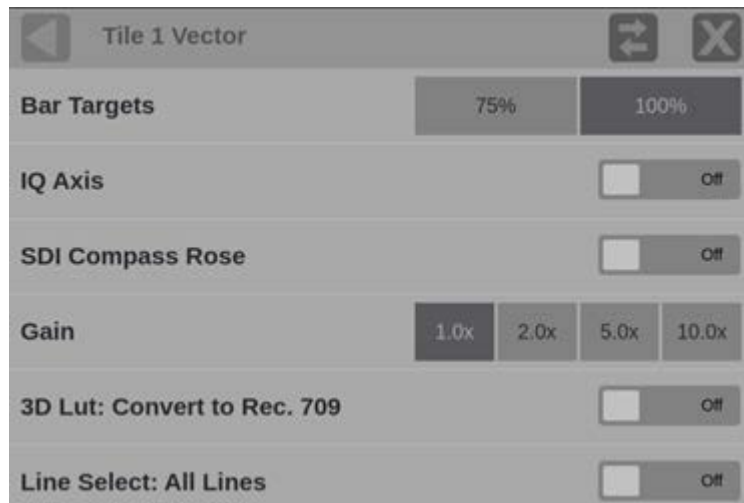 Tile 1 Vector
Bar Targets 75% 100%
IQ Axis Off
SDI Compass Rose Off
Gain 1.0x 2.0x 5.0x 10.0x
3D Lut: Convert to Rec. 709 Off
Line Select: All Lines Off